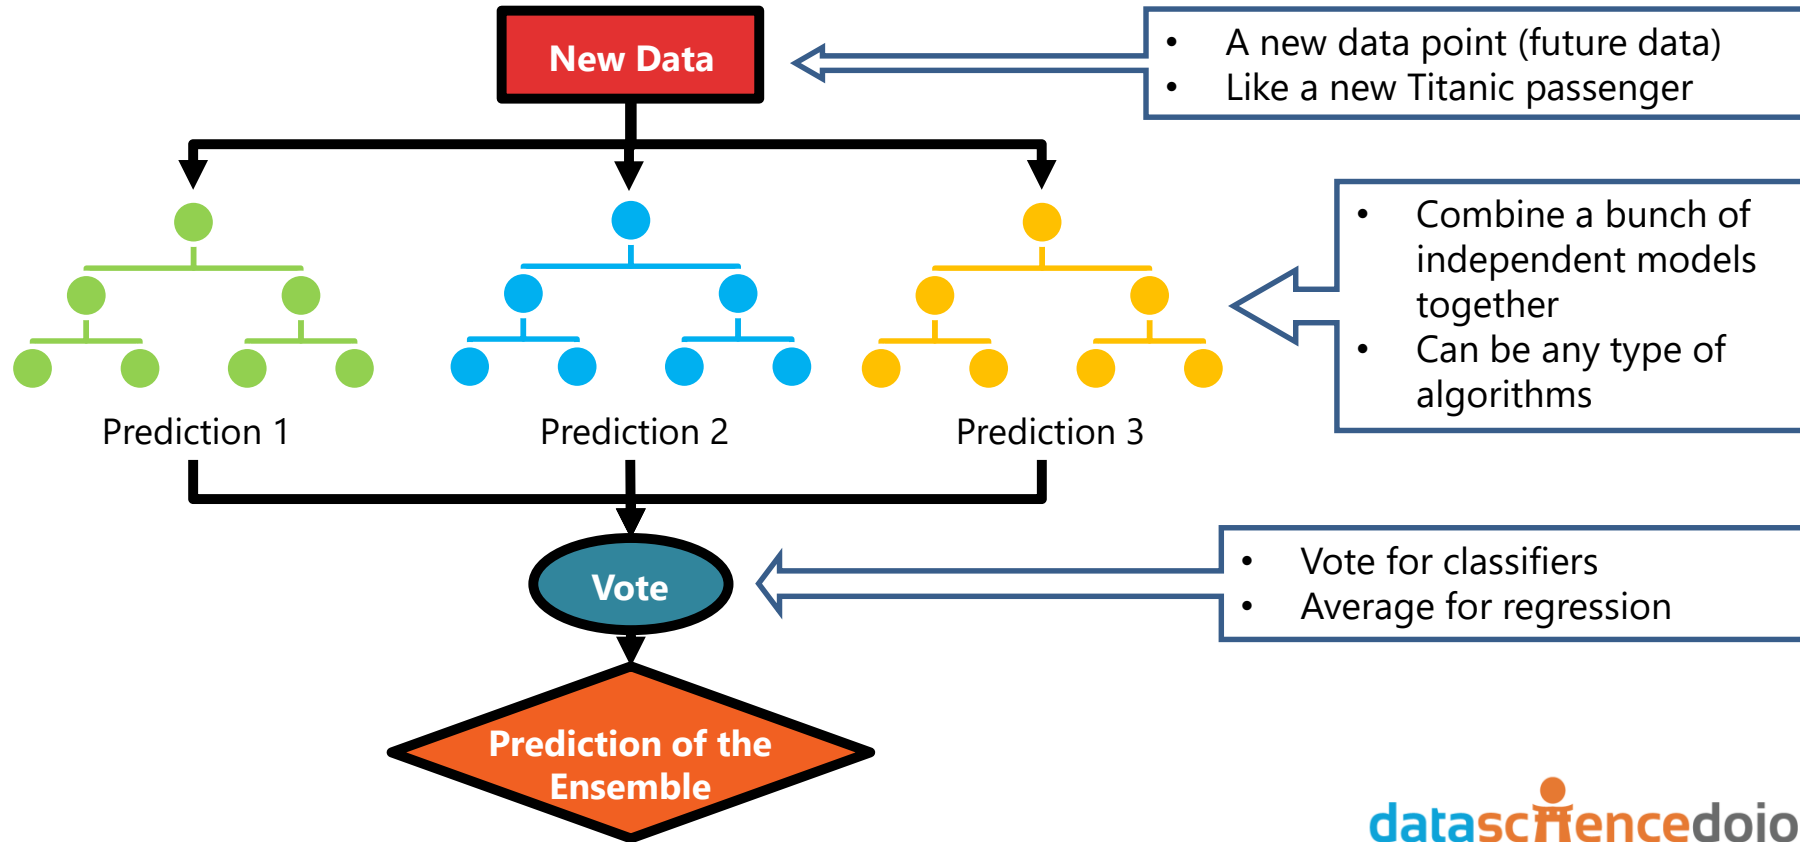 New Data
• A new data point (future data)
• Like a new Titanic passenger
• Combine a bunch of
independent models
together
• Can be any type of
algorithms
Prediction 1
Prediction 2
Prediction 3
Vote
• Vote for classifiers
• Average for regression
Prediction of the
Ensemble
datasciencedojo